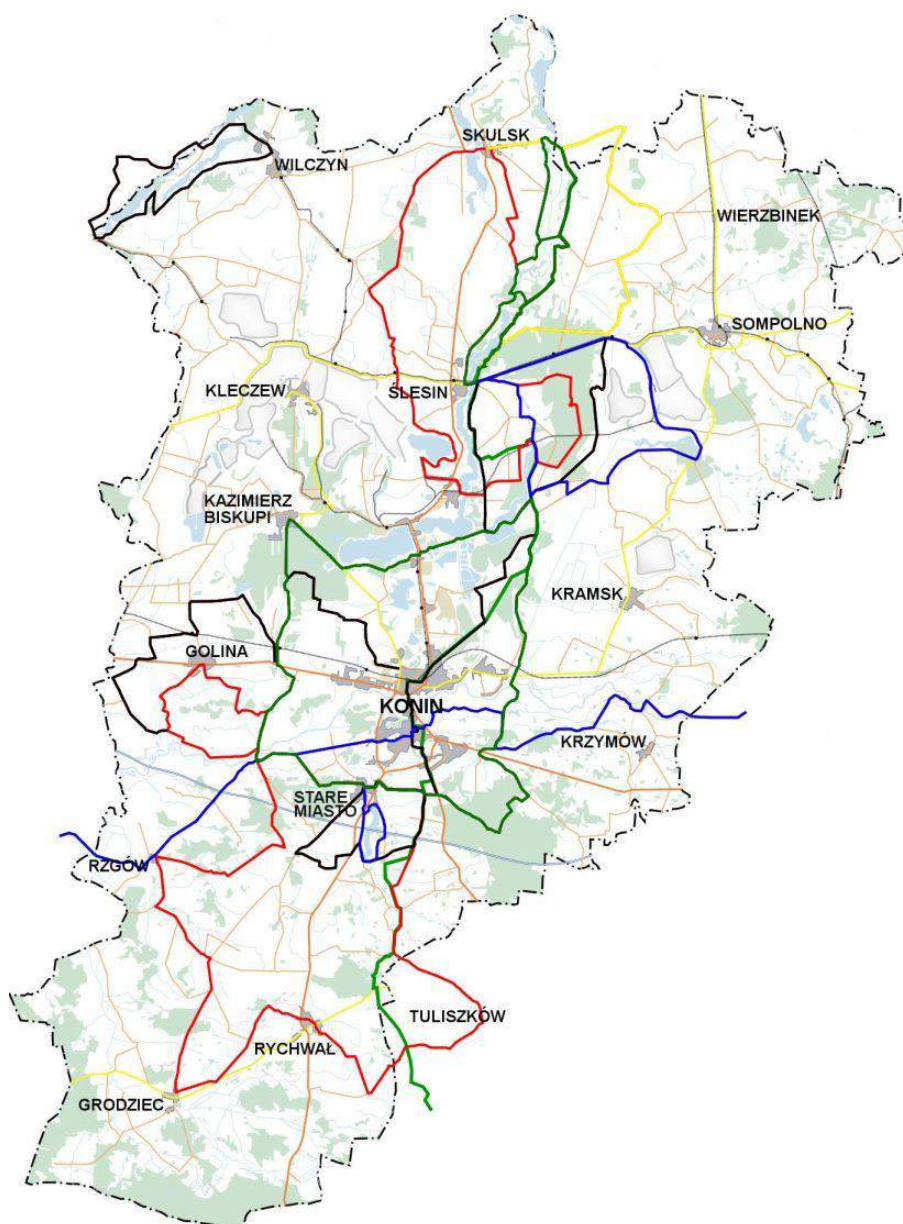 SKULSK
WILCZYN
WIERZBINEK
SOMPOLNO
KLECZEW
ŚLESIN
KAZIMIERZ
BISKUPI
KRAMSK
GOLINA
KONIN
KRZYMÓW
STARE
MIASTO
RZGÓW
TULISZKÓW
RYCHWAŁ
GRODZIEC